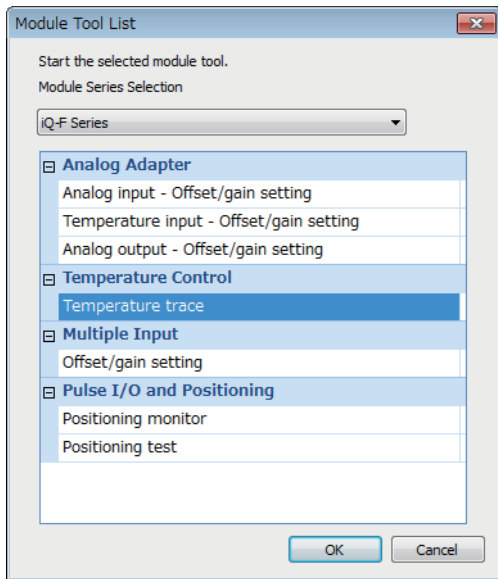 Module Tool List
Start the selected module tool.
Module Series Selection
iQ-F Series
Analog Adapter
Analog input - Offset/gain setting
Temperature input - Offset/gain setting
Analog output - Offset/gain setting
Temperature Control
Temperature trace
Multiple Input
Offset/gain setting
Pulse I/O and Positioning
Positioning monitor
Positioning test
OK Cancel